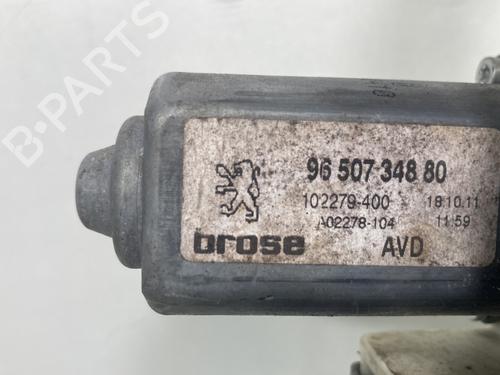 B-PARTS
96 507 348 80
102279-400 18.10.11
A02278-104 11:59
brose AVD